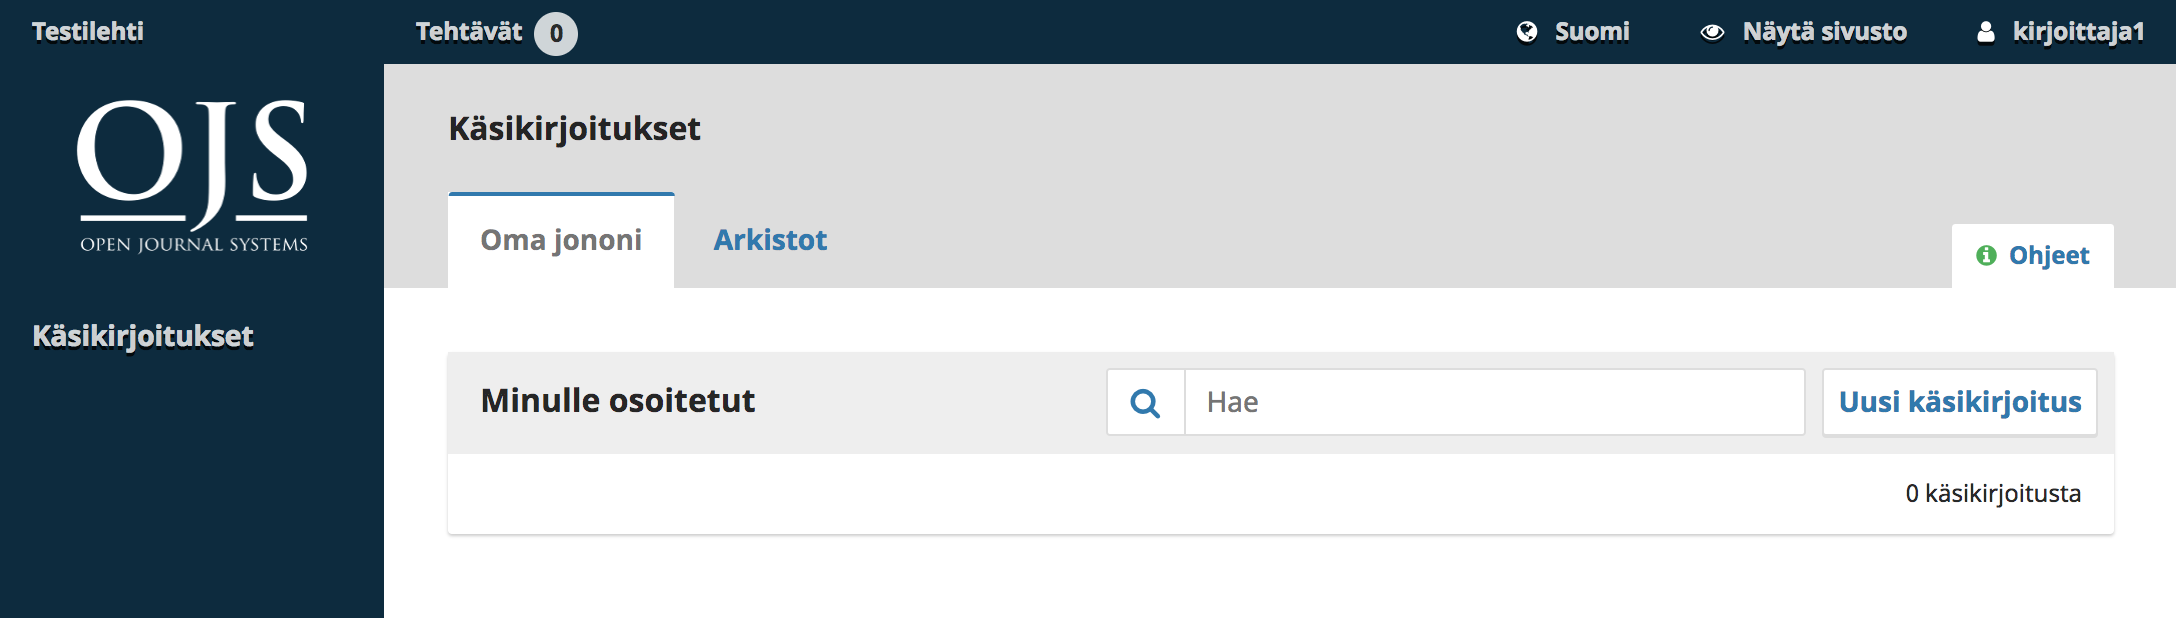 Testilehti
Tehtävät 0
Suomi
Näytä sivusto
kirjoittaja1
OJS
OPEN JOURNAL SYSTEMS
Käsikirjoitukset
Käsikirjoitukset
Oma jononi
Arkistot
Ohjeet
Minulle osoitetut
Hae
Uusi käsikirjoitus
0 käsikirjoitusta